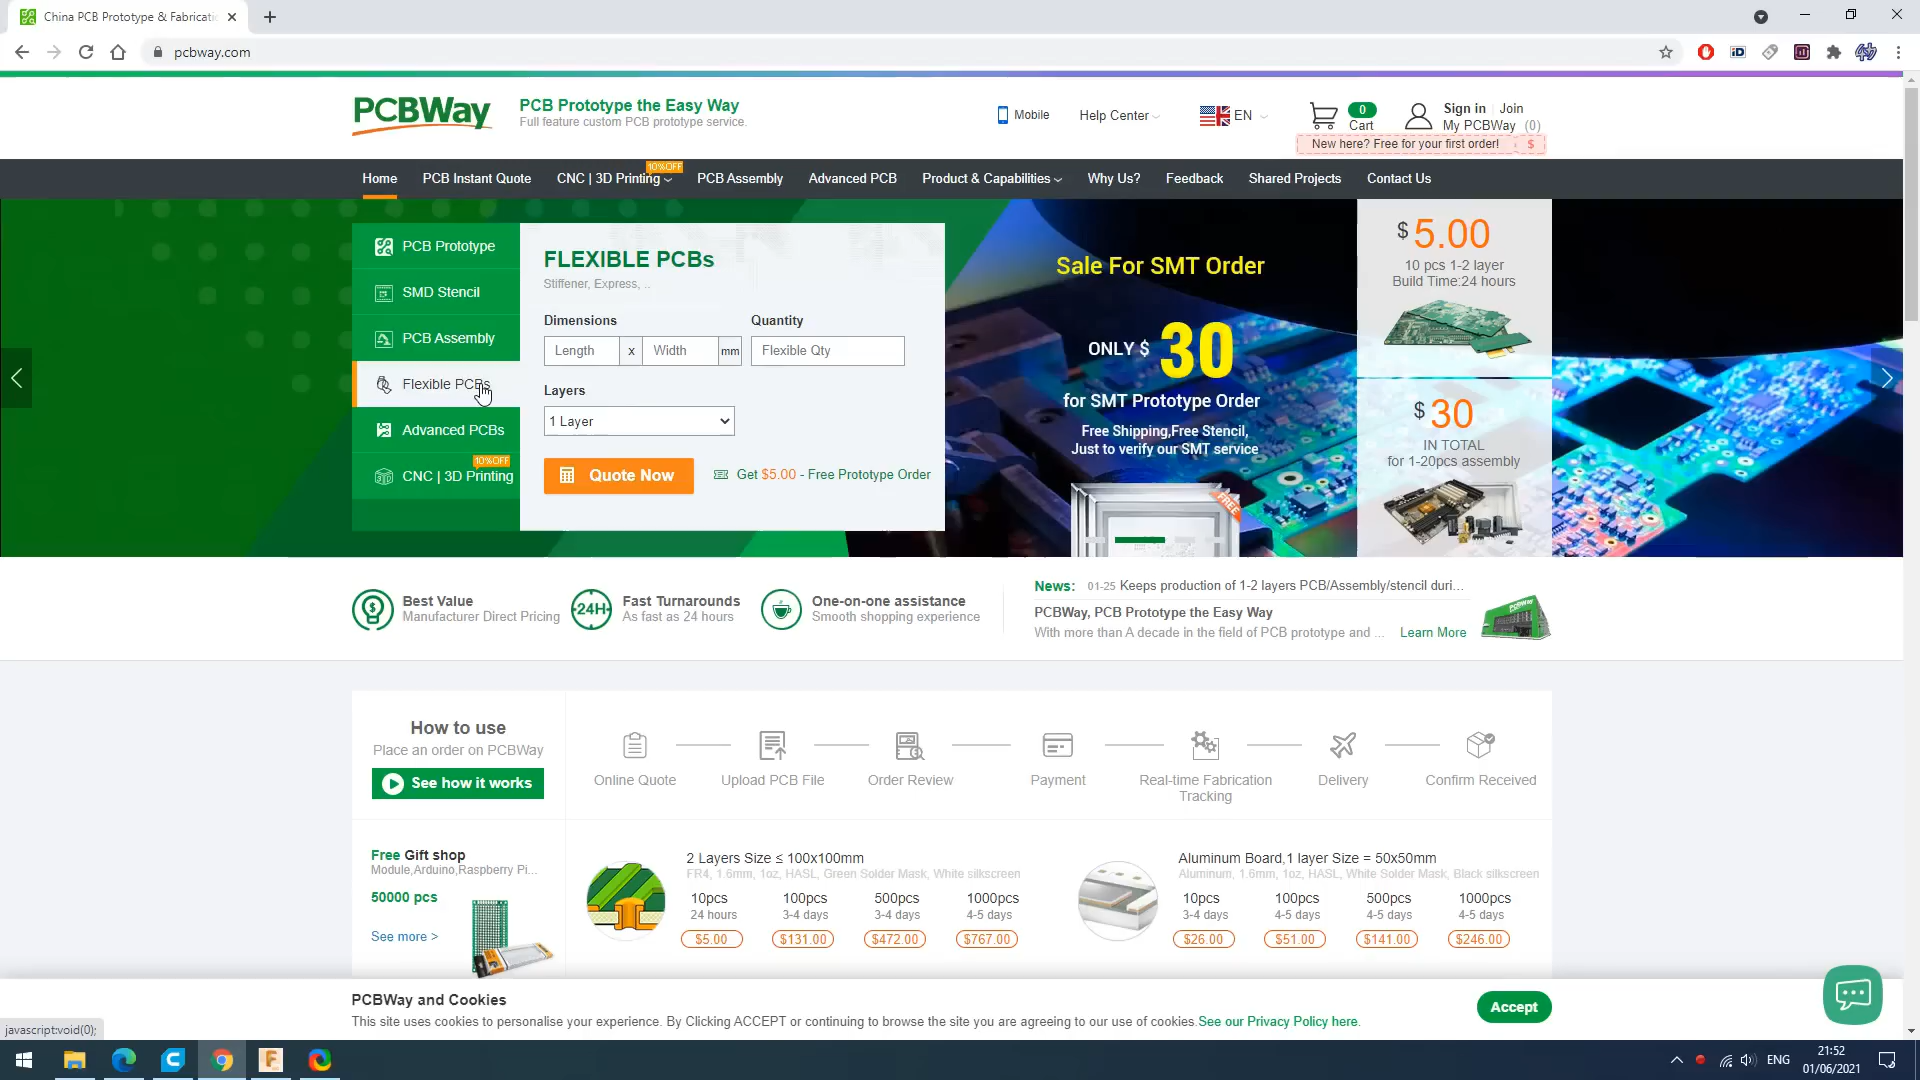 China PCB Prototype & Fabricatic
pcbway.com
PCBWay
PCB Prototype the Easy Way
Full feature custom PCB prototype service.
Mobile
Help Center
EN
0
Cart
Sign in | Join
My PCBWay (0)
New here? Free for your first order! $
Home
PCB Instant Quote
CNC | 3D Printing
10%OFF
PCB Assembly
Advanced PCB
Product & Capabilities
Why Us?
Feedback
Shared Projects
Contact Us
PCB Prototype
SMD Stencil
PCB Assembly
Flexible PCBs
Advanced PCBs
10%OFF
CNC | 3D Printing
FLEXIBLE PCBs
Stiffener, Express, ..
Dimensions
Quantity
Length x Width mm
Flexible Qty
Layers
1 Layer
Quote Now
Get $5.00 - Free Prototype Order
Sale For SMT Order
ONLY $ 30
for SMT Prototype Order
Free Shipping,Free Stencil,
Just to verify our SMT service
FREE
$ 5.00
10 pcs 1-2 layer
Build Time:24 hours
$ 30
IN TOTAL
for 1-20pcs assembly
Best Value
Manufacturer Direct Pricing
24H
Fast Turnarounds
As fast as 24 hours
One-on-one assistance
Smooth shopping experience
News: 01-25 Keeps production of 1-2 layers PCB/Assembly/stencil duri...
PCBWay, PCB Prototype the Easy Way
With more than A decade in the field of PCB prototype and ... Learn More
PCBWay
How to use
Place an order on PCBWay
See how it works
Online Quote
Upload PCB File
Order Review
Payment
Real-time Fabrication
Tracking
Delivery
Confirm Received
Free Gift shop
Module,Arduino,Raspberry Pi...
50000 pcs
See more >
2 Layers Size ≤ 100x100mm
FR4, 1.6mm, 1oz, HASL, Green Solder Mask, White silkscreen
10pcs 100pcs 500pcs 1000pcs
24 hours 3-4 days 3-4 days 4-5 days
$5.00 $131.00 $472.00 $767.00
Aluminum Board,1 layer Size = 50x50mm
Aluminum, 1.6mm, 1oz, HASL, White Solder Mask, Black silkscreen
10pcs 100pcs 500pcs 1000pcs
3-4 days 4-5 days 4-5 days 4-5 days
$26.00 $51.00 $141.00 $246.00
PCBWay and Cookies
This site uses cookies to personalise your experience. By Clicking ACCEPT or continuing to browse the site you are agreeing to our use of cookies.See our Privacy Policy here.
Accept
javascript:void(0);
ENG
21:52
01/06/2021